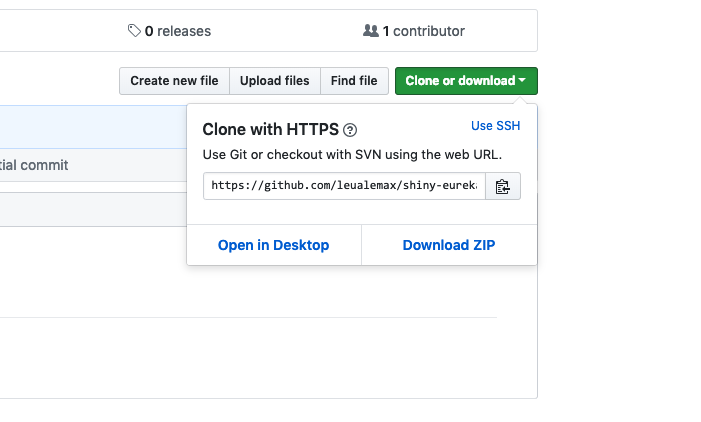 0 releases
1 contributor
Create new file
Upload files
Find file
Clone or download
Clone with HTTPS
Use SSH
Use Git or checkout with SVN using the web URL.
https://github.com/leualemax/shiny-eurek
tial commit
Open in Desktop
Download ZIP